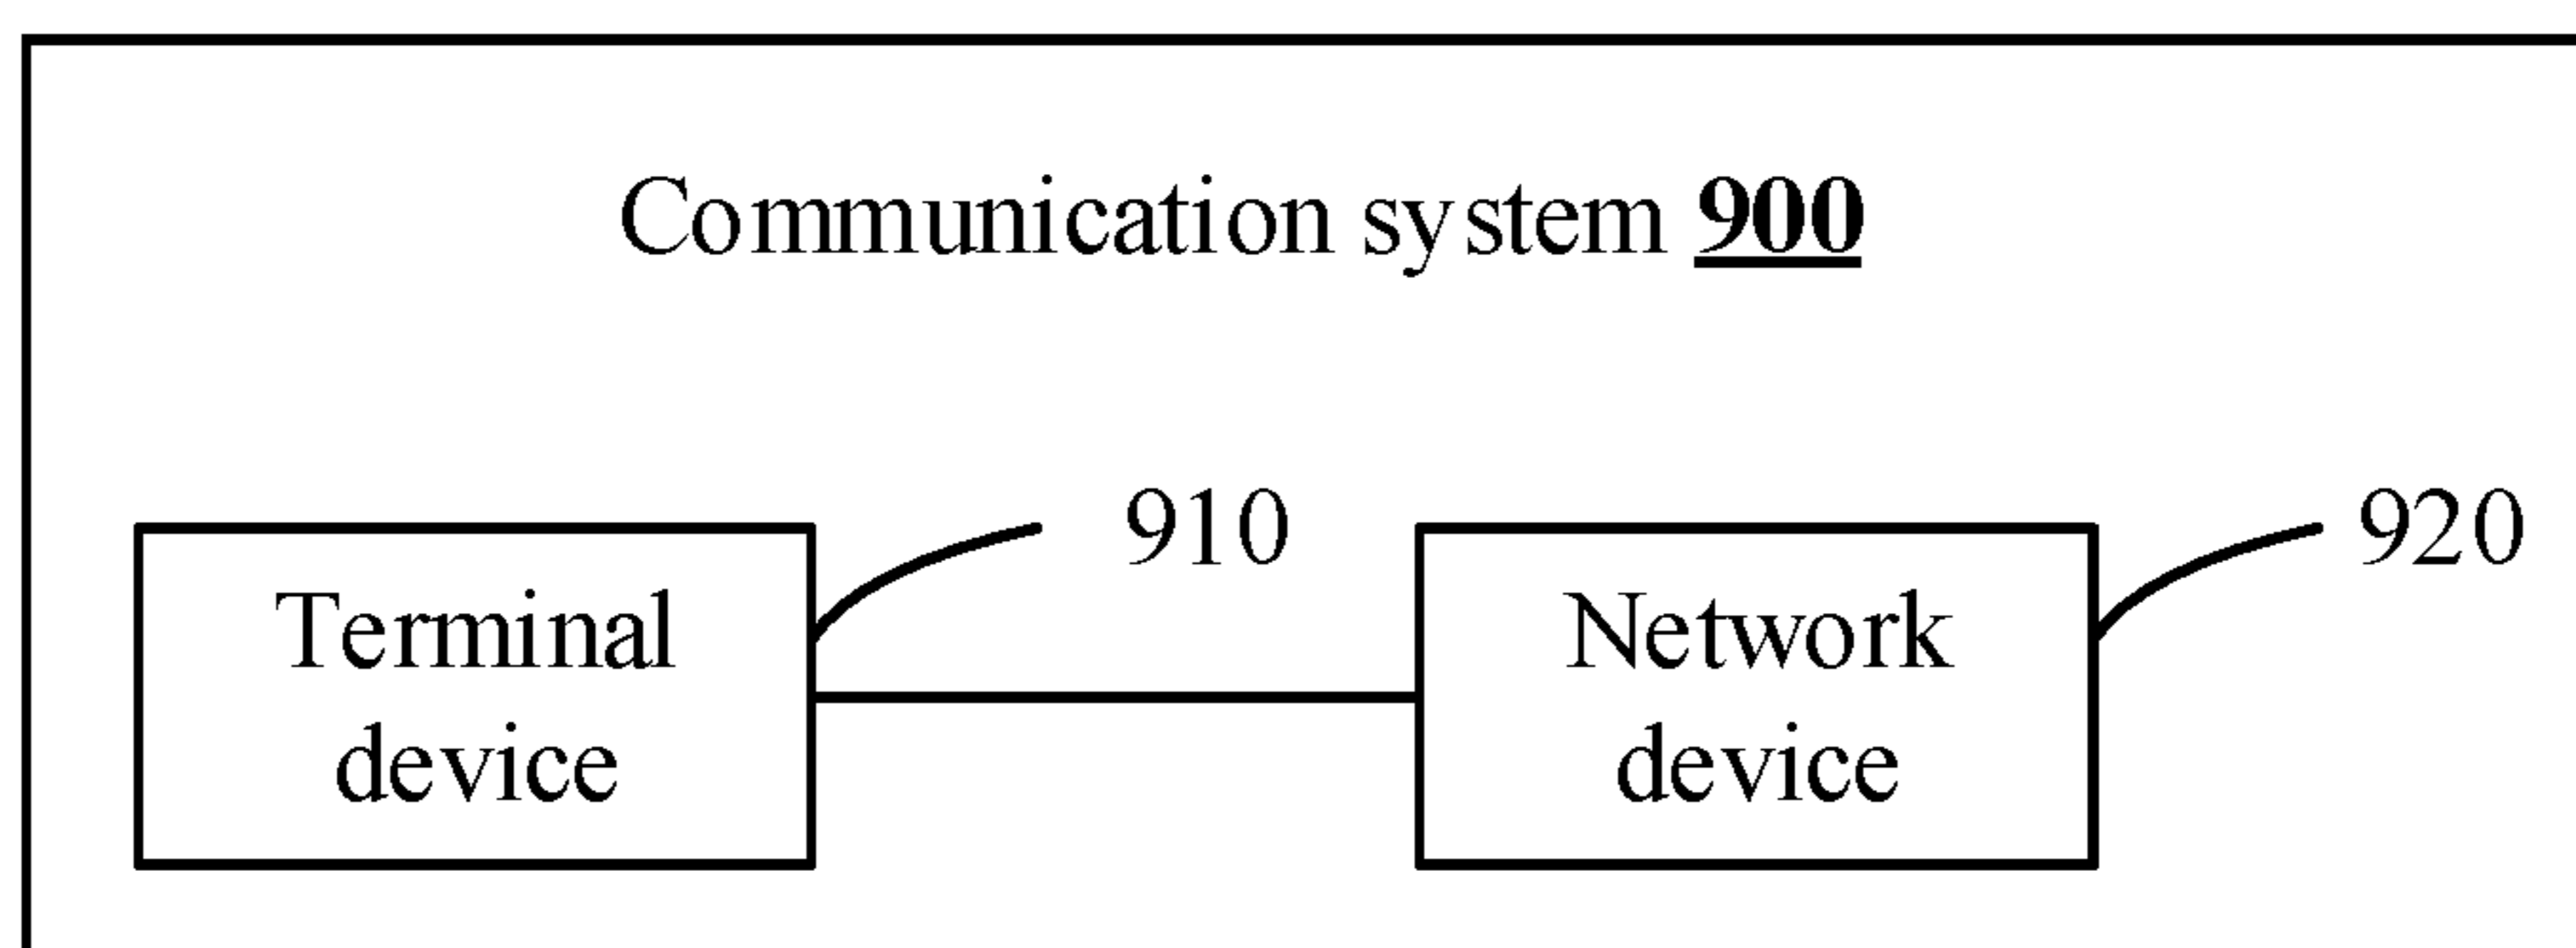 Communication system 900
910
920
Terminal
device
Network
device